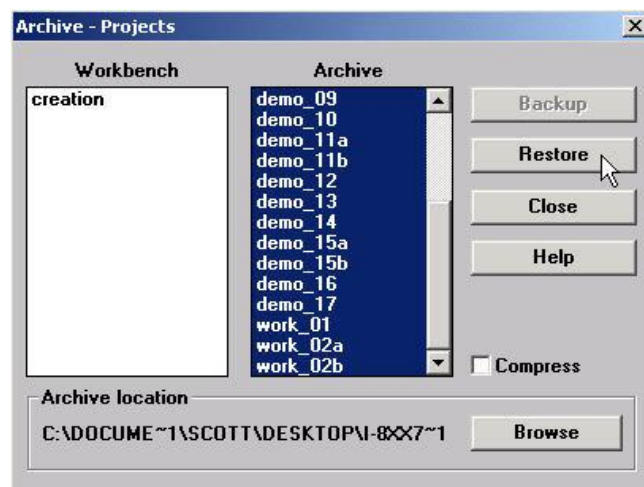 Archive - Projects
Workbench
creation
Archive
demo_09
demo_10
demo_11a
demo_11b
demo_12
demo_13
demo_14
demo_15a
demo_15b
demo_16
demo_17
work_01
work_02a
work_02b
Backup
Restore
Close
Help
Compress
Archive location
C:\DOCUME~1\SCOTT\DESKTOP\I-8XX7~1
Browse